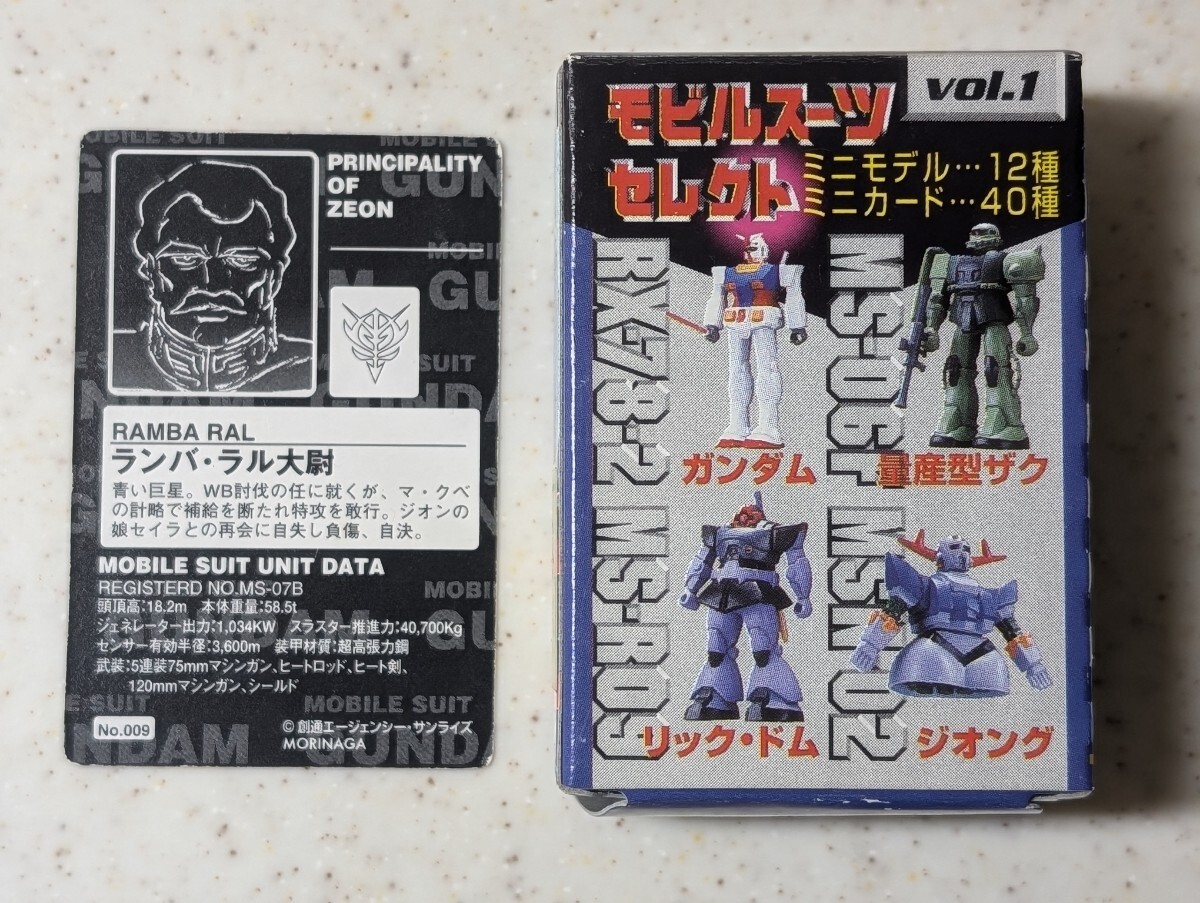 PRINCIPALITY
OF
ZEON
RAMBA RAL
ランバ・ラル大尉
青い巨星。WB討伐の任に就くが、マ・クベ
の計略で補給を断たれ特攻を敢行。ジオンの
娘セイラとの再会に自失し負傷、自決。
MOBILE SUIT UNIT DATA
REGISTERD NO.MS-07B
頭頂高:18.2m 本体重量:58.5t
ジェネレーター出力:1,034KW スラスター推進力:40,700Kg
センサー有効半径:3,600m 装甲材質:超高張力鋼
武装:5連装75mmマシンガン、ヒートロッド、ヒート剣、
120mmマシンガン、シールド
No.009
©創通エージェンシー・サンライズ
MORINAGA
MOBILE SUIT
GUNDAM
vol.1
モビルスーツ
セレクト
ミニモデル…12種
ミニカード…40種
RX-78-2
ガンダム
MS-06F
量産型ザク
MS-R09
リック・ドム
MSN-02
ジオング